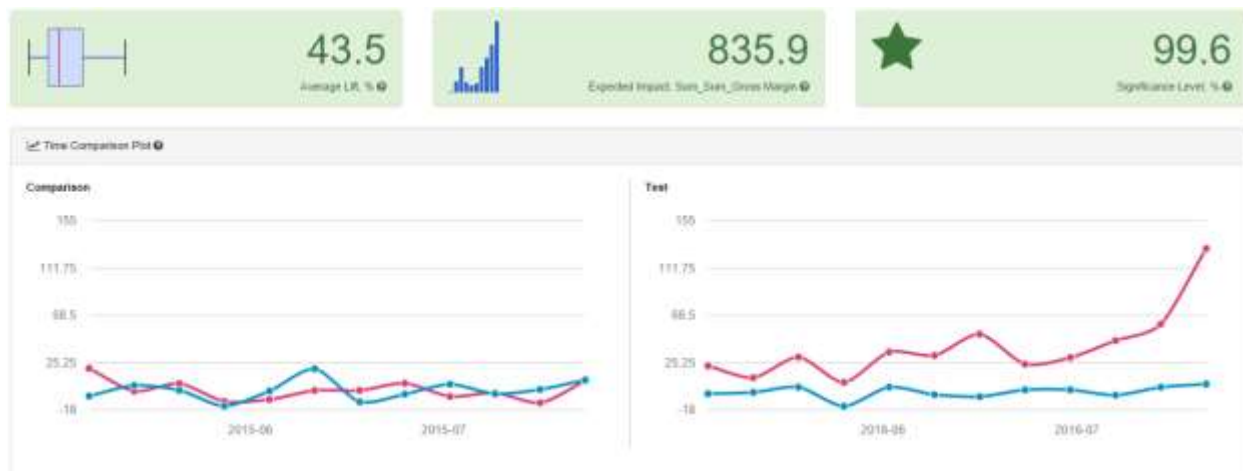 43.5
Average Lift, %
835.9
Expected Impact, Sum_Sum_Gross Margin
99.6
Significance Level, %
Time Comparison Plot
Comparison
155
111.75
68.5
25.25
-18
2015-06
2015-07
Test
155
111.75
68.5
25.25
-18
2016-06
2016-07